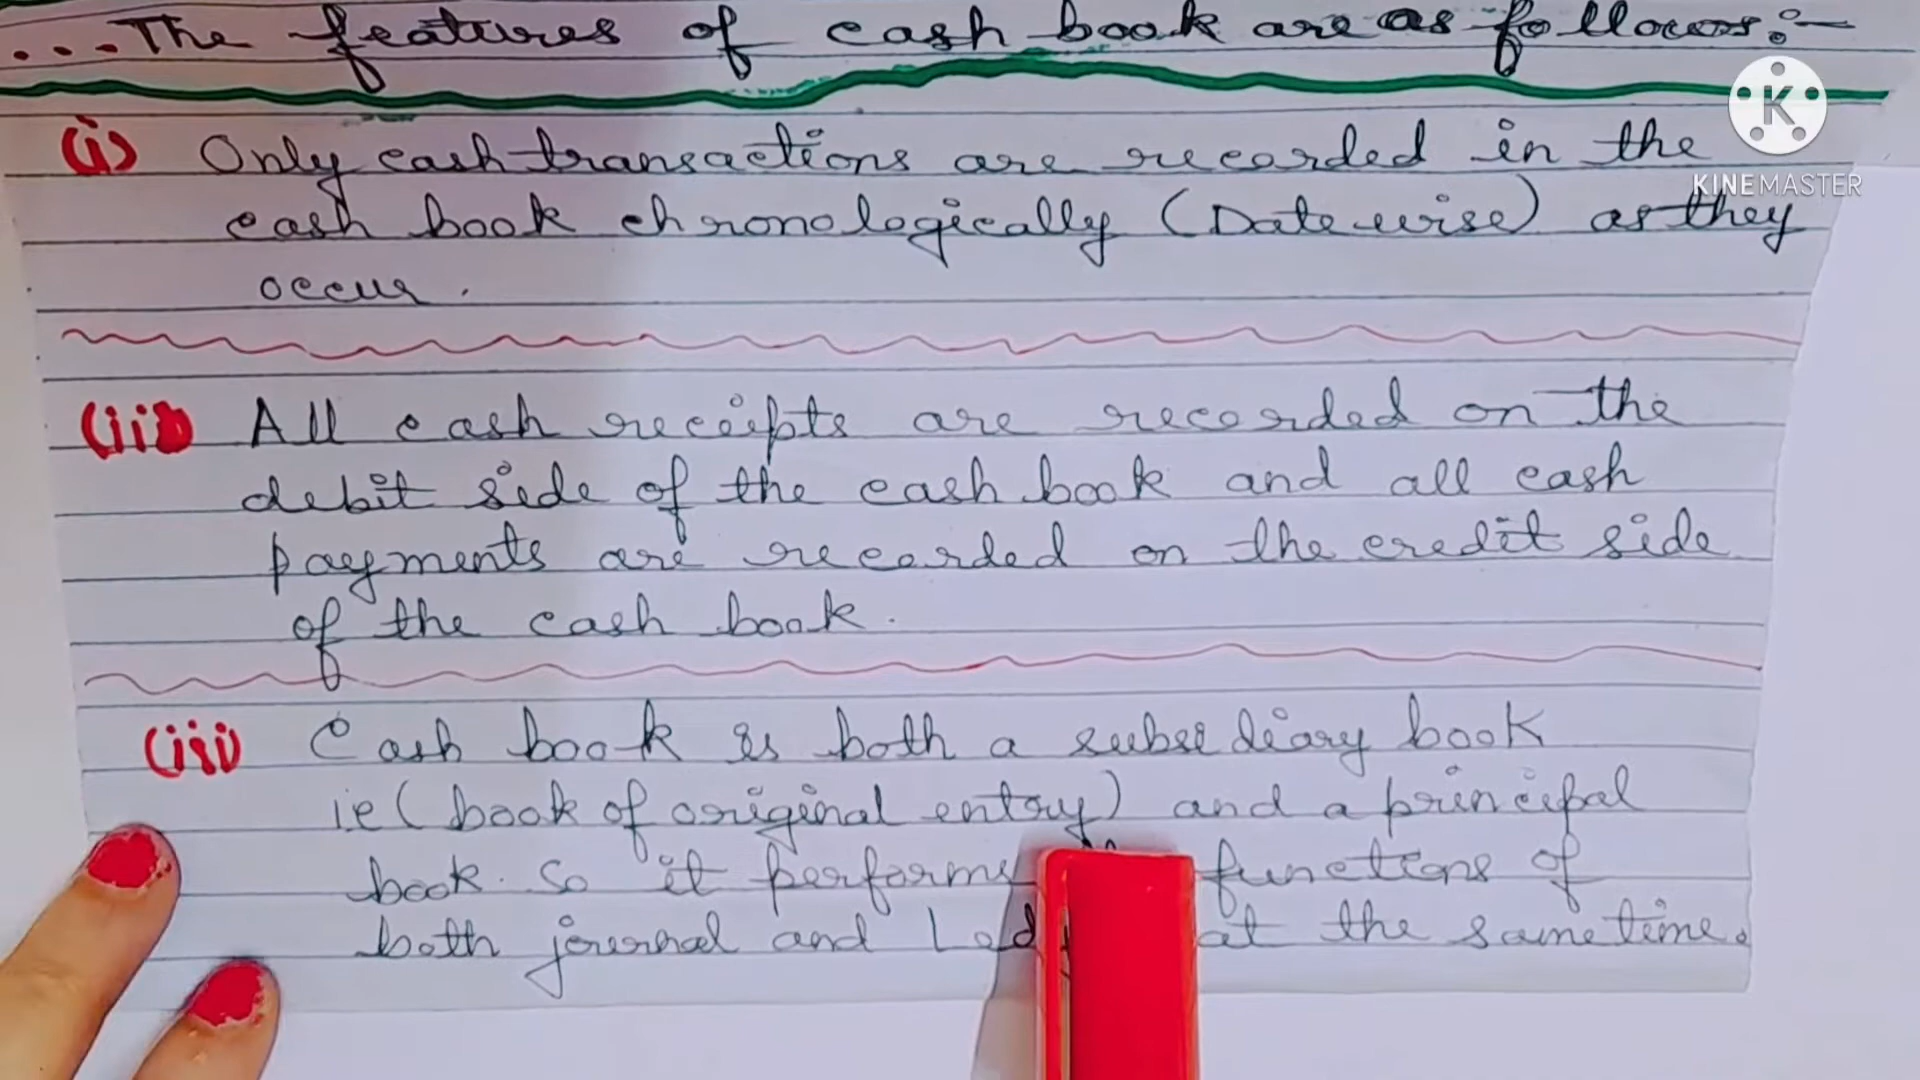 ...The features of cash book are as follows:-
(i) Only cash transactions are recorded in the
cash book chronologically (Date wise) as they
occur.
(ii) All cash receipts are recorded on the
debit side of the cash book and all cash
payments are recorded on the credit side
of the cash book.
(iii) Cash book is both a subsidiary book
i.e (book of original entry) and a principal
book. So it performs functions of
both journal and at the same time.
K
KINEMASTER